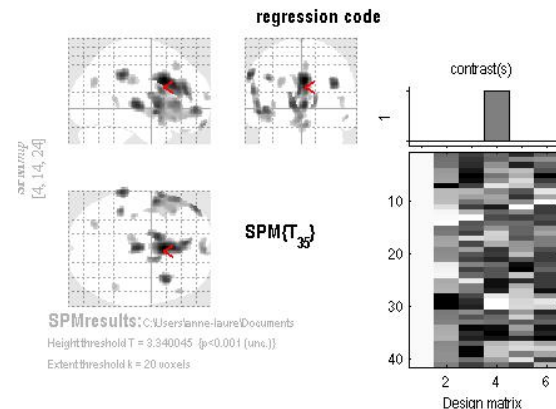 regression code
contrast(s)
1
SPMmip
[4, 14, 24]
SPM{T35}
10
20
30
40
2 4 6
Design matrix
SPMresults: C:\Users\anne-laure\Documents
Height threshold T = 3.340045 {p<0.001 (unc.)}
Extent threshold k = 20 voxels